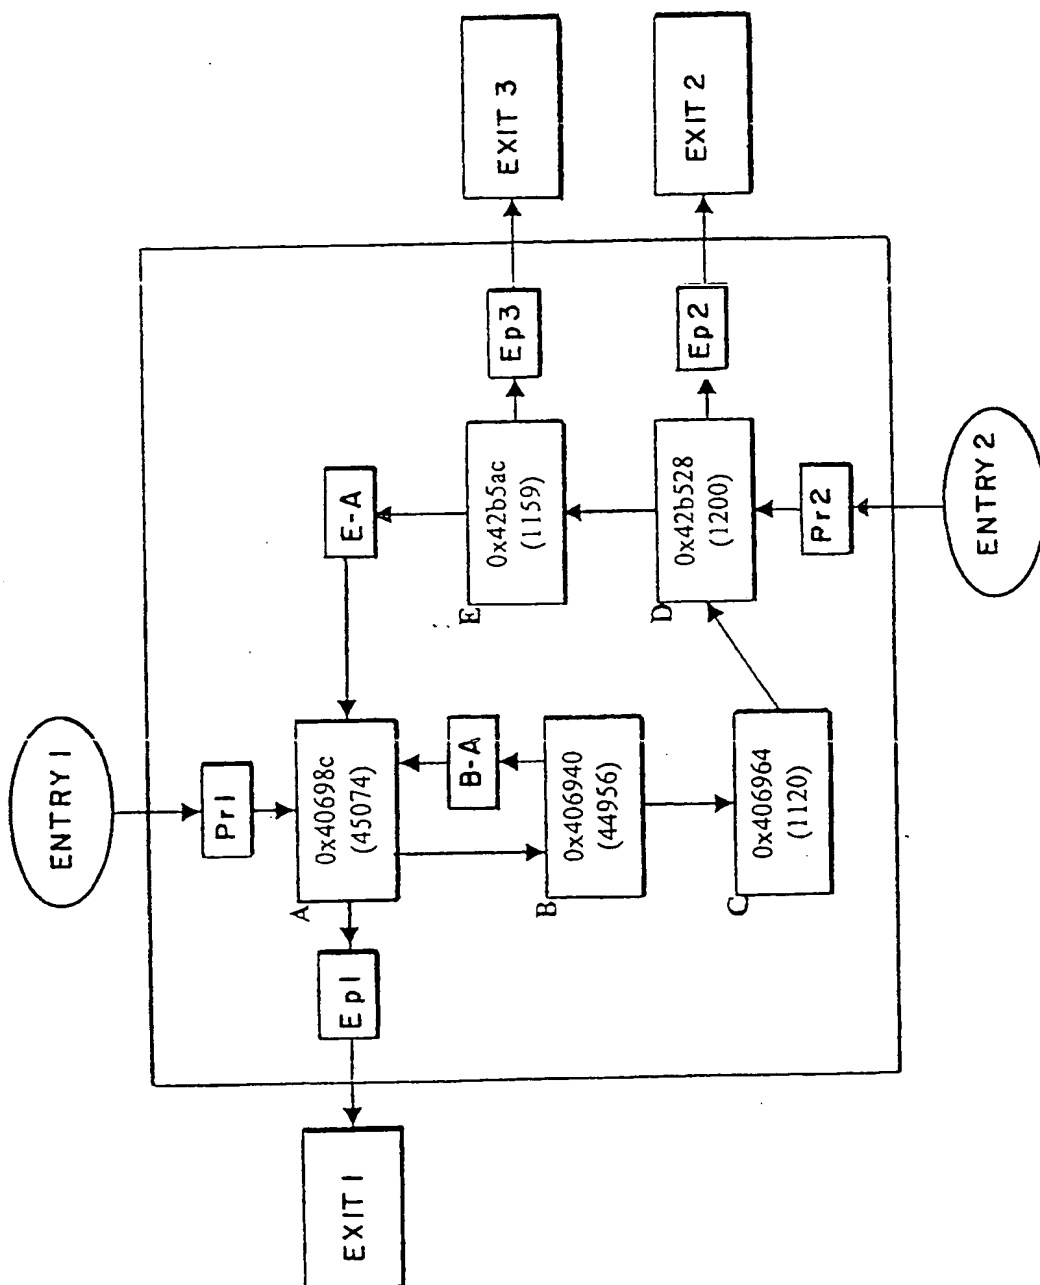 ENTRY 1
Pr1
A
0x40698c
(45074)
Ep1
EXIT 1
B-A
B
0x406940
(44956)
C
0x406964
(1120)
E-A
E
0x42b5ac
(1159)
Ep3
EXIT 3
D
0x42b528
(1200)
Ep2
EXIT 2
Pr2
ENTRY 2